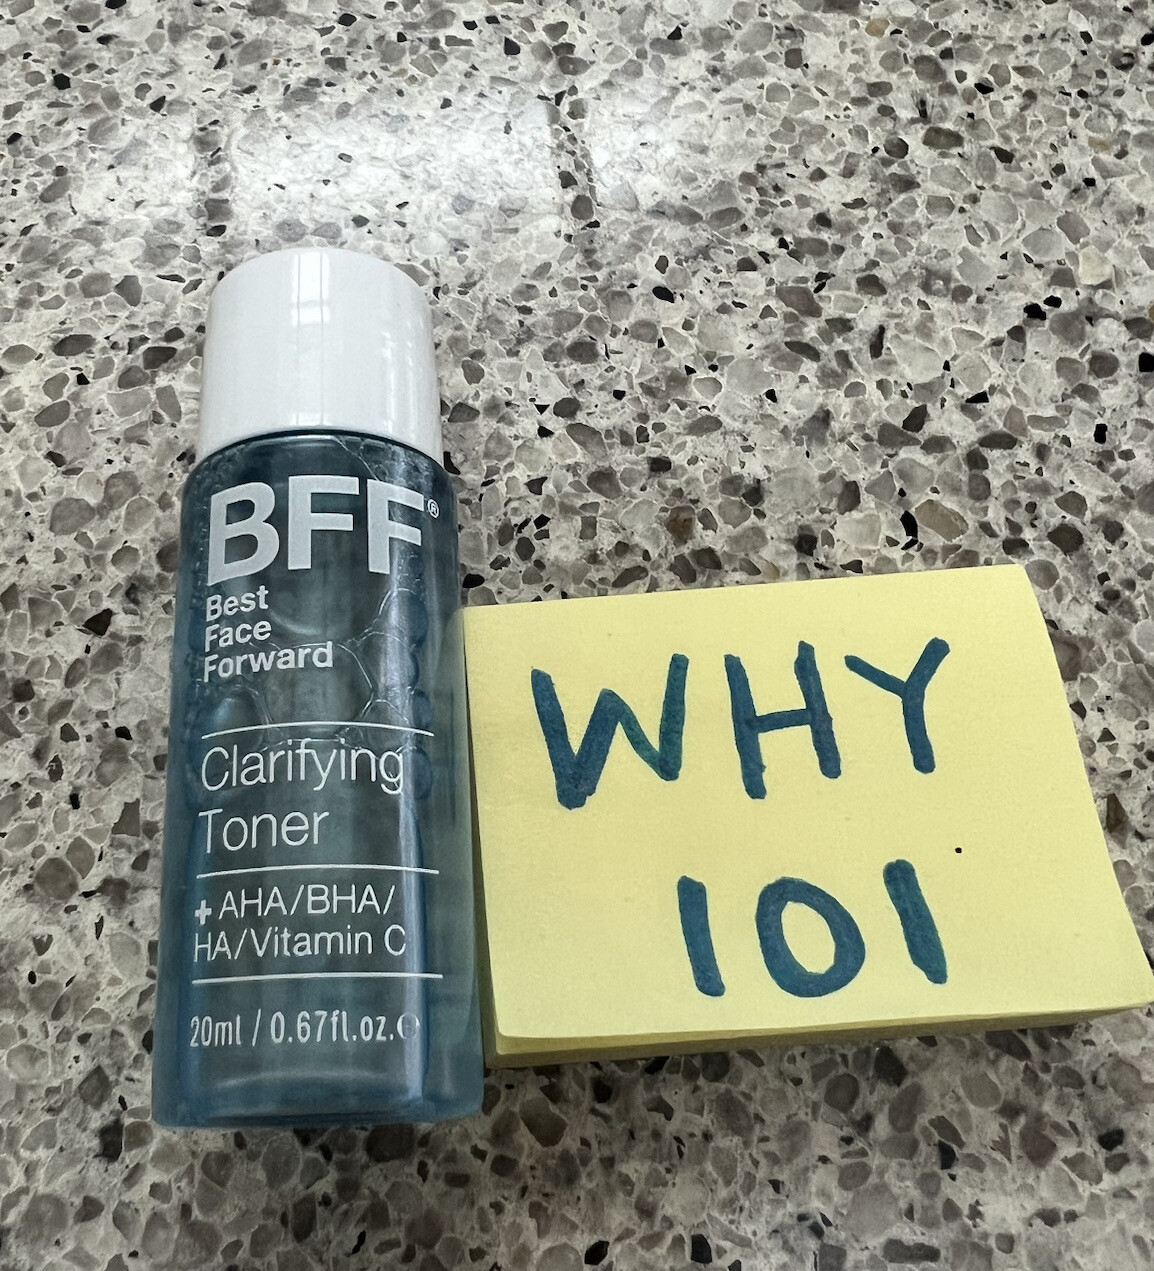 BFF®
Best
Face
Forward
Clarifying
Toner
+ AHA/BHA/
HA/Vitamin C
20ml / 0.67fl.oz.℮
WHY
101